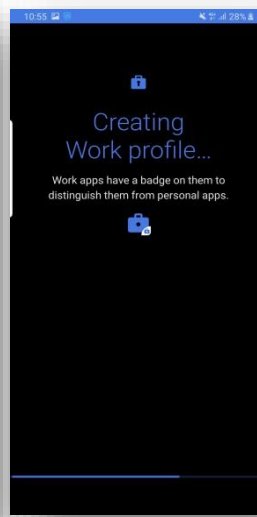 10:55 28%
Creating
Work profile...
Work apps have a badge on them to
distinguish them from personal apps.